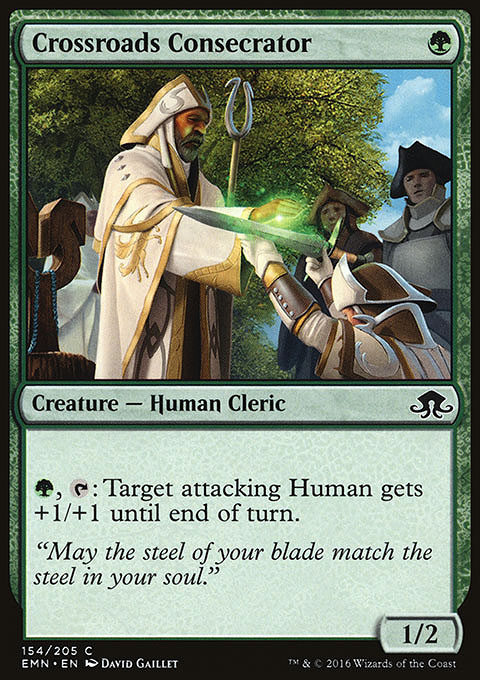 Crossroads Consecrator
Creature — Human Cleric
: Target attacking Human gets
+1/+1 until end of turn.
“May the steel of your blade match the
steel in your soul.”
1/2
154/205 C
EMN • EN DAVID GAILLET
™ & © 2016 Wizards of the Coast